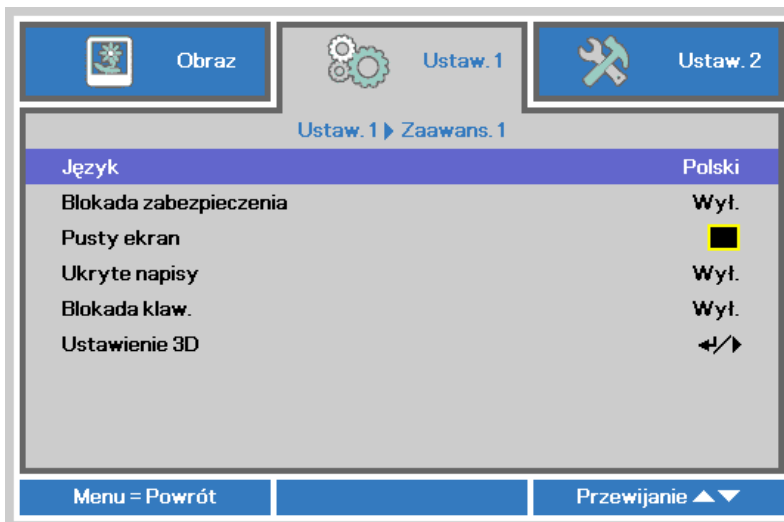 Obraz
Ustaw. 1
Ustaw. 2
Ustaw. 1 Zaawans. 1
Język Polski
Blokada zabezpieczenia Wył.
Pusty ekran
Ukryte napisy Wył.
Blokada klaw. Wył.
Ustawienie 3D
Menu = Powrót
Przewijanie